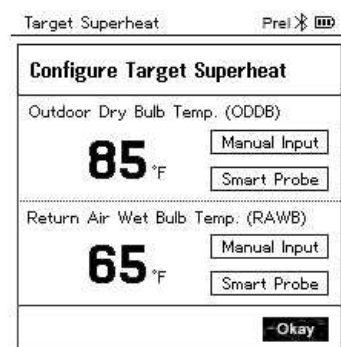 Target Superheat Prel
Configure Target Superheat
Outdoor Dry Bulb Temp. (ODDB)
85 °F
Manual Input
Smart Probe
Return Air Wet Bulb Temp. (RAWB)
65 °F
Manual Input
Smart Probe
Okay